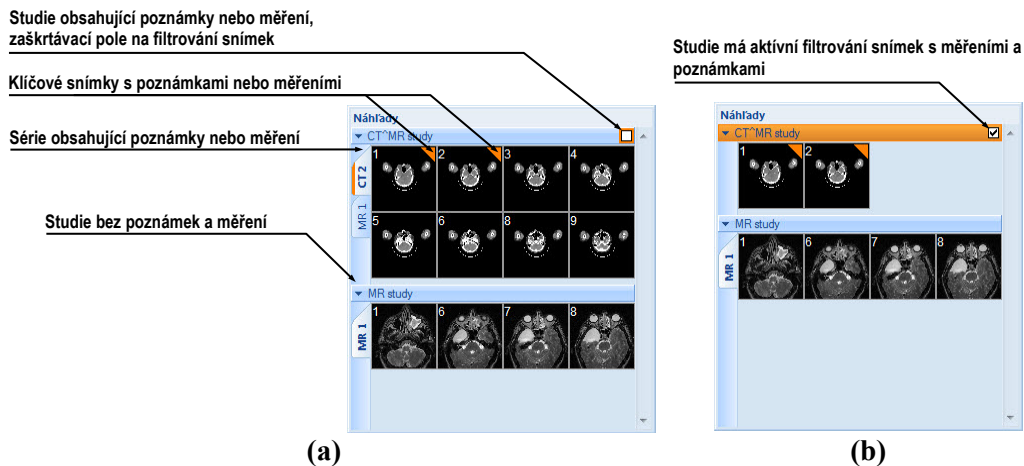 Studie obsahující poznámky nebo měření,
zaškrtávací pole na filtrování snímek
Klíčové snímky s poznámkami nebo měřeními
Série obsahující poznámky nebo měření
Studie bez poznámek a měření
Náhľady
CT^MR study
CT 2
MR 1
1 2 3 4
5 6 8 9
MR study
MR 1
1 6 7 8
(a)
Studie má aktívní filtrování snímek s měřeními a
poznámkami
Náhľady
CT^MR study
1 2
MR study
MR 1
1 6 7 8
(b)